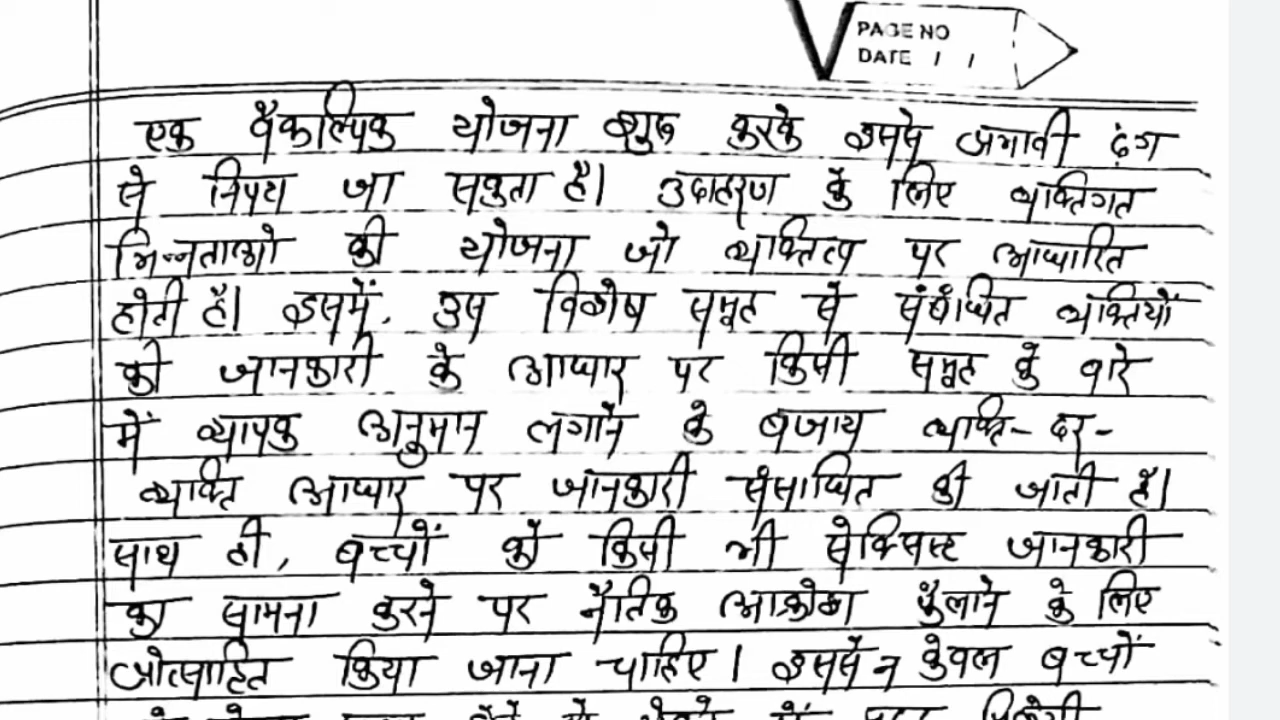 PAGE NO
DATE / /
एक वैकल्पिक योजना शुरू करके इससे प्रभावी ढंग
से निपटा जा सकता है। उदाहरण के लिए व्यक्तिगत
भिन्नताओं की योजना जो व्यक्तित्व पर आधारित
होती है। इसमें, उस विशेष समूह से संबंधित व्यक्तियों
की जानकारी के आधार पर किसी समूह के बारे
में व्यापक अनुमान लगाने के बजाय व्यक्ति-दर-
व्यक्ति आधार पर जानकारी संसाधित की जाती है।
साथ ही, बच्चों को किसी भी सेक्सिस्ट जानकारी
का सामना करने पर नैतिक आक्रोश फैलाने के लिए
प्रोत्साहित किया जाना चाहिए। इससे न केवल बच्चों